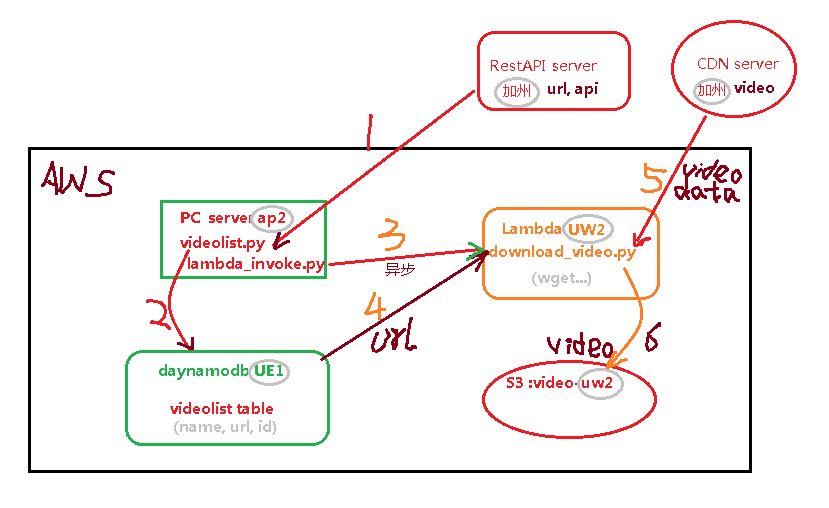 RestAPI server
加州 url, api
CDN server
加州 video
1
AWS
5 video
data
PC server ap2
videolist.py
lambda_invoke.py
3
异步
Lambda UW2
download_video.py
(wget...)
2
4
url
video
6
daynamodb UE1
videolist table
(name, url, id)
S3 :video-uw2